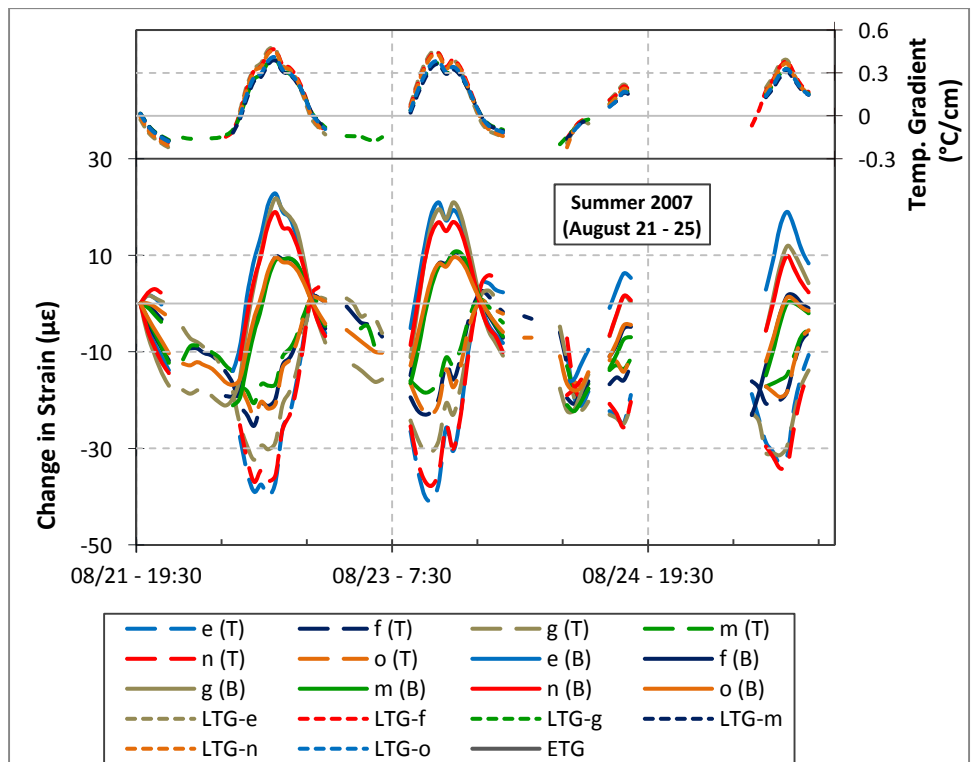 0.6
0.3
0
-0.3
Temp. Gradient
(°C/cm)
30
10
-10
-30
-50
Change in Strain (µε)
Summer 2007
(August 21 - 25)
08/21 - 19:30
08/23 - 7:30
08/24 - 19:30
e (T)
f (T)
g (T)
m (T)
n (T)
o (T)
e (B)
f (B)
g (B)
m (B)
n (B)
o (B)
LTG-e
LTG-f
LTG-g
LTG-m
LTG-n
LTG-o
ETG